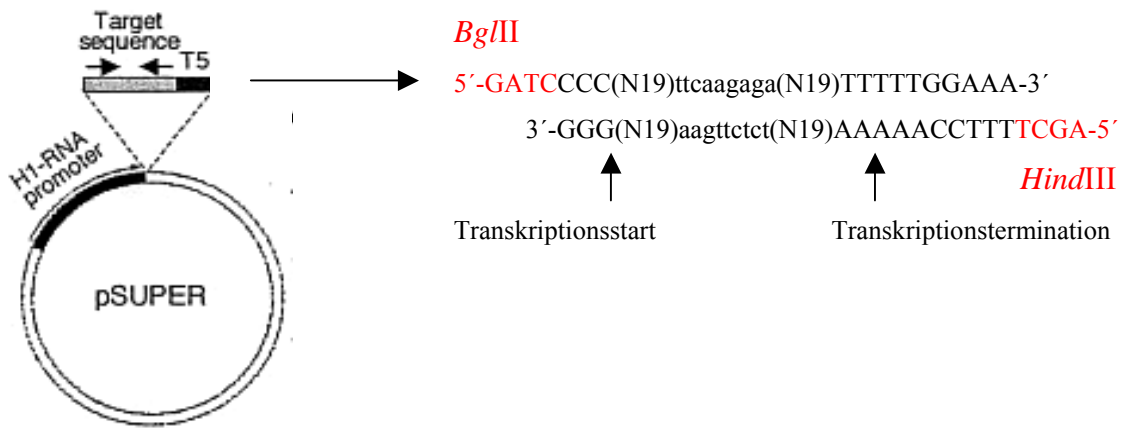 Target
sequence
T5
H1-RNA
promoter
pSUPER
BglII
5´-GATCCCC(N19)ttcaagaga(N19)TTTTTGGAAA-3´
3´-GGG(N19)aagttctct(N19)AAAAACCTTTTCGA-5´
HindIII
Transkriptionsstart
Transkriptionstermination